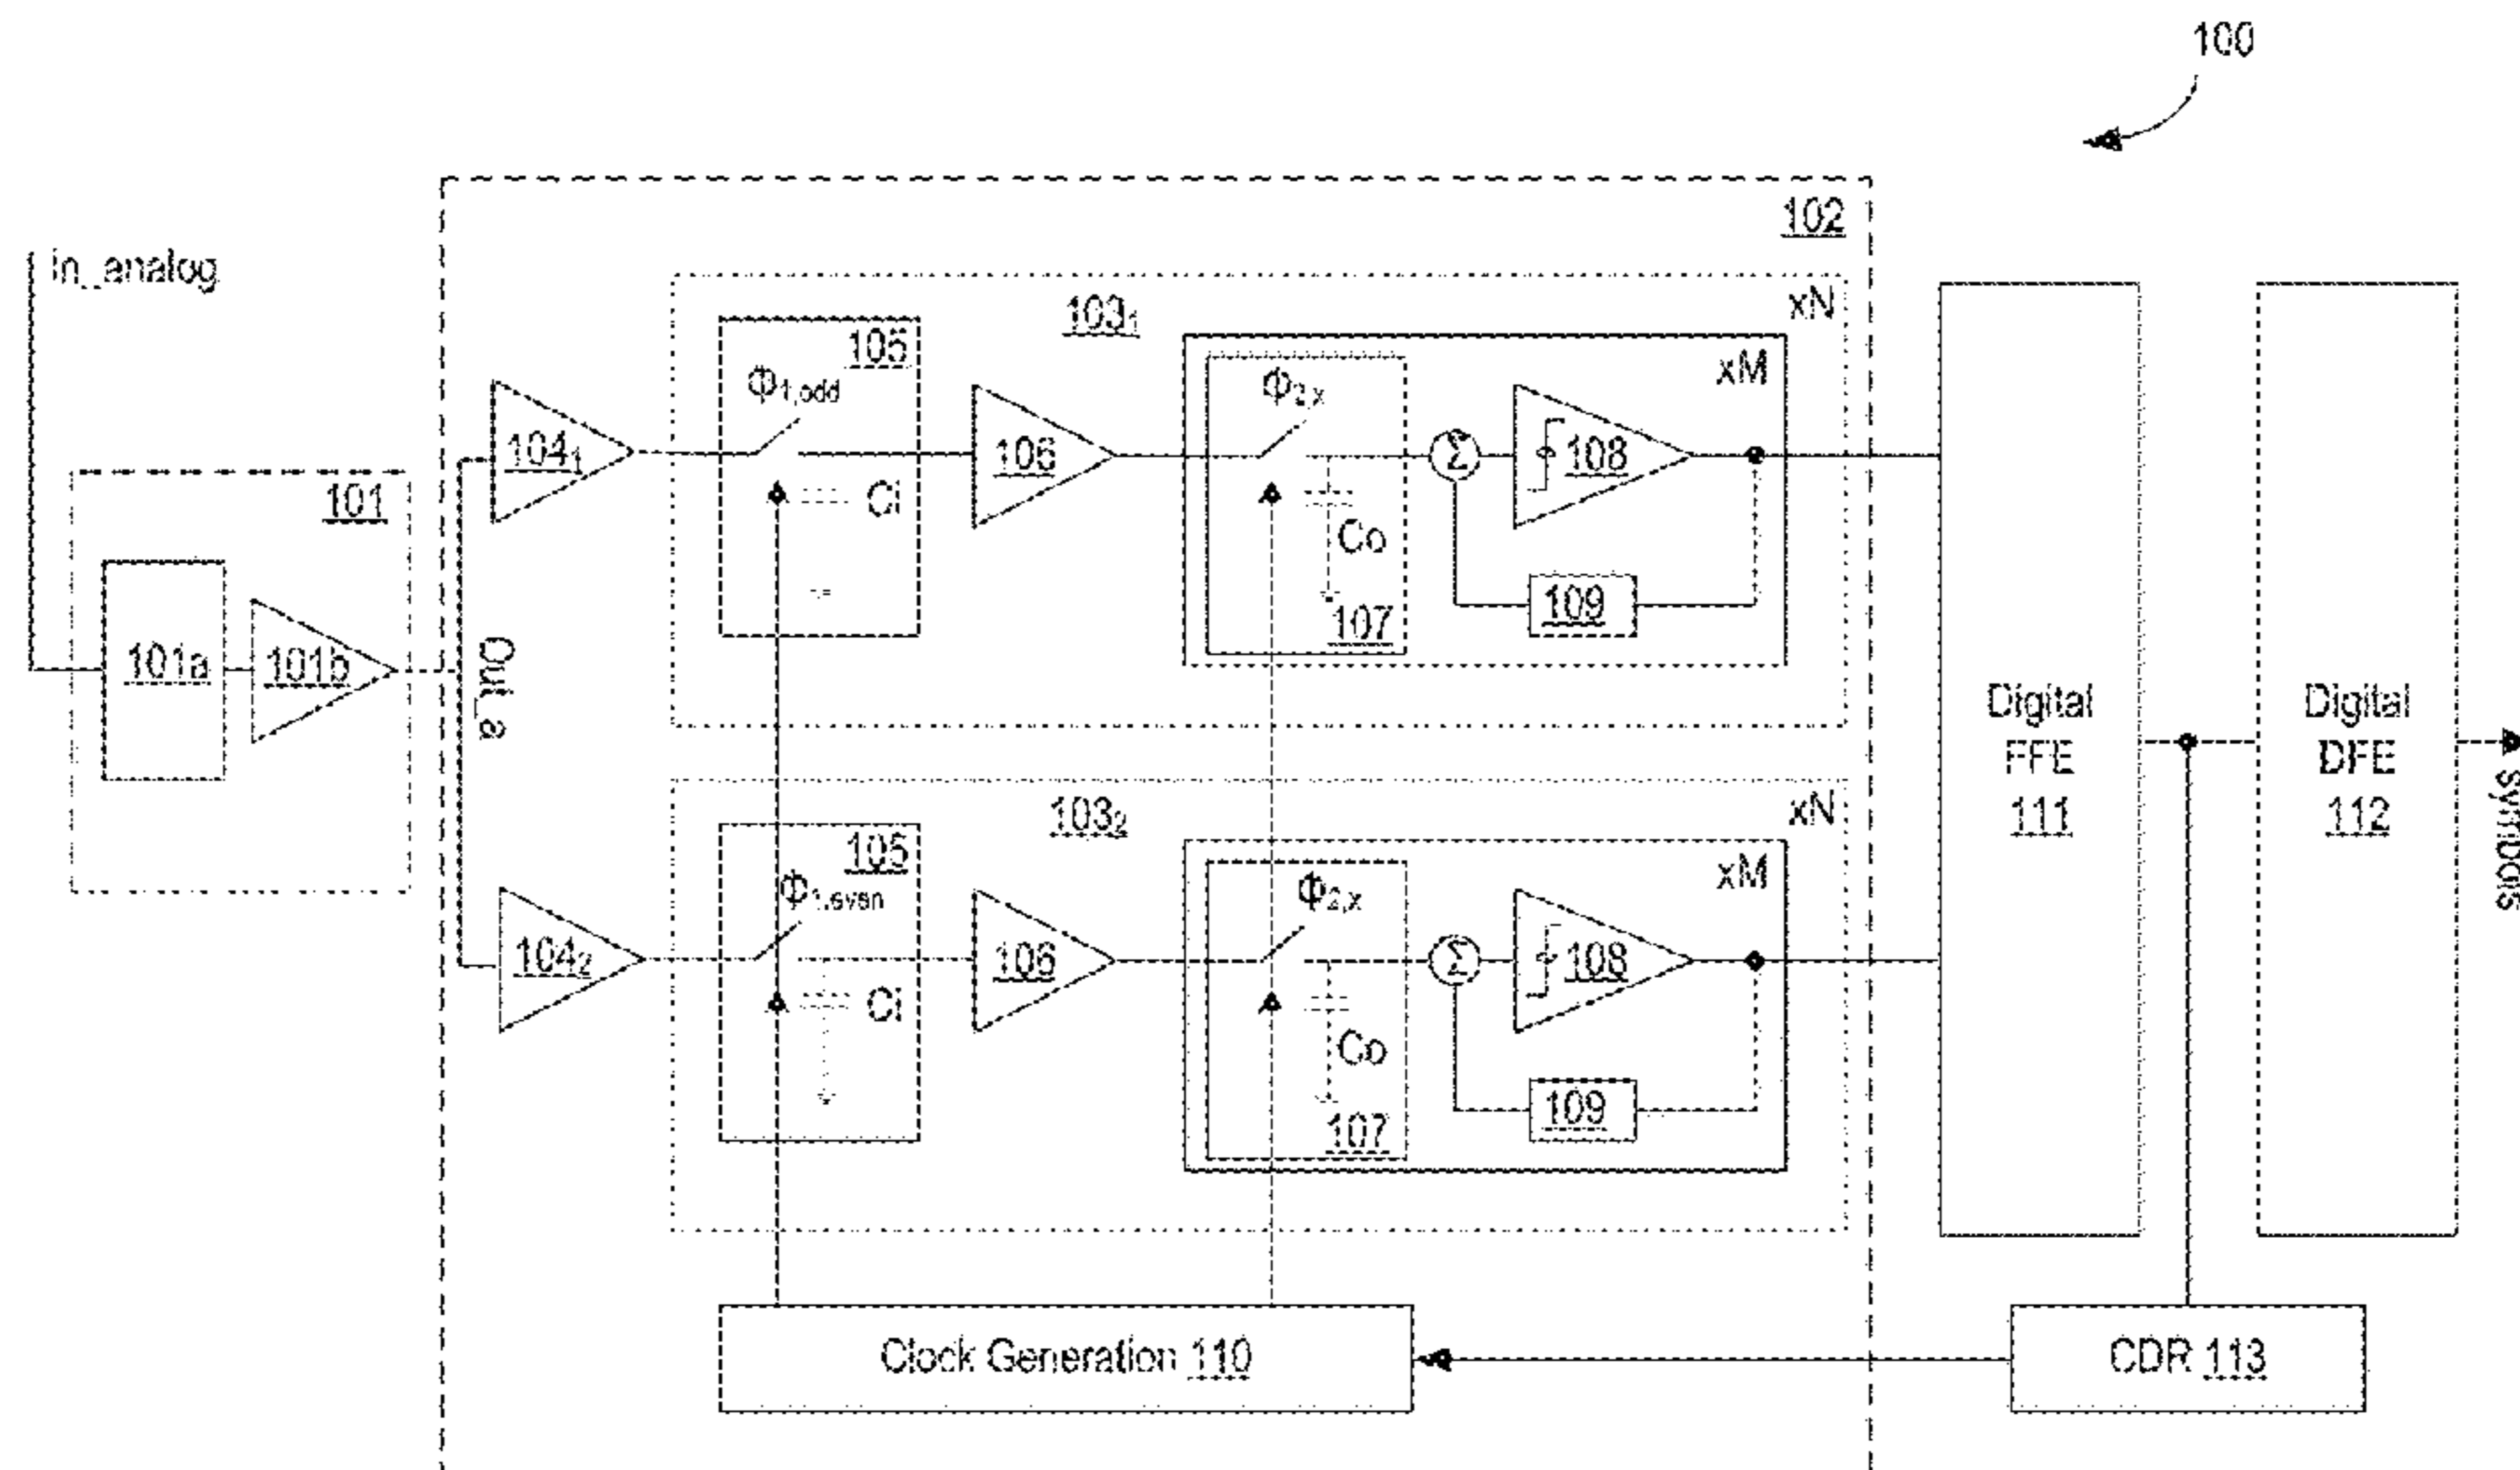 100
102
in_analog
103₁
xN
105
Φ1,odd
xM
Φ2,x
104₁
106
Σ
108
101
Ci
Co
109
107
101a
101b
Out_a
Digital
FFE
111
Digital
DFE
112
symbols
103₂
xN
105
Φ1,even
xM
Φ2,x
104₂
106
Σ
108
Ci
Co
109
107
Clock Generation 110
CDR 113